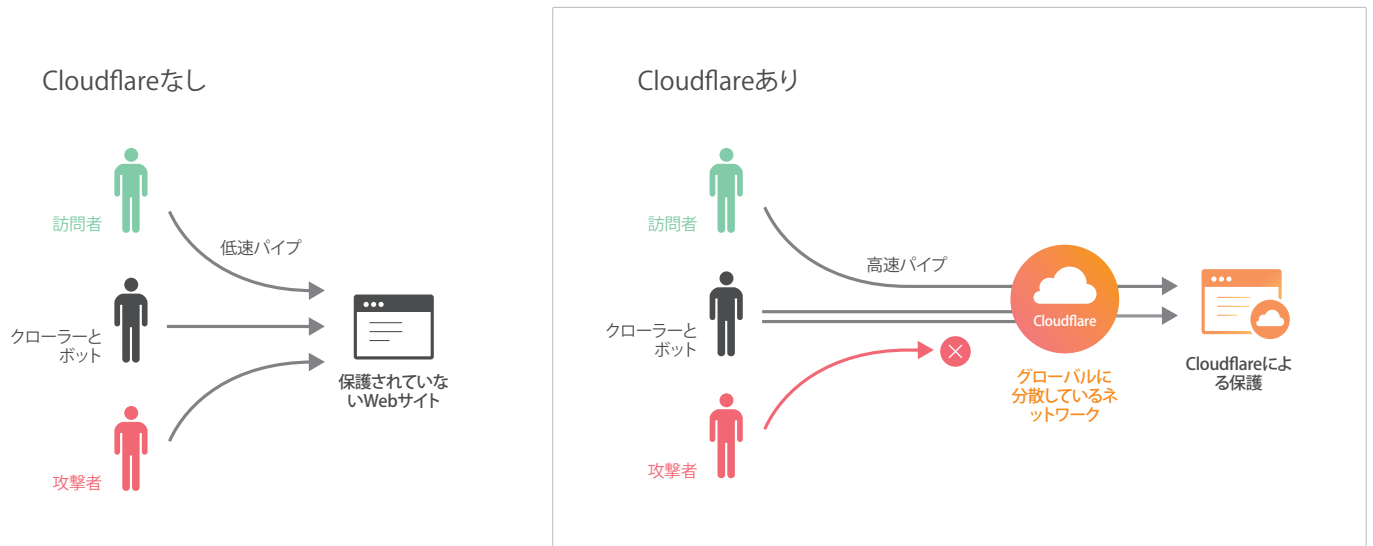 Cloudflareなし
訪問者
低速パイプ
クローラーと
ボット
保護されていな
いWebサイト
攻撃者
Cloudflareあり
訪問者
高速パイプ
クローラーと
ボット
Cloudflare
グローバルに
分散しているネ
ットワーク
Cloudflareによ
る保護
攻撃者